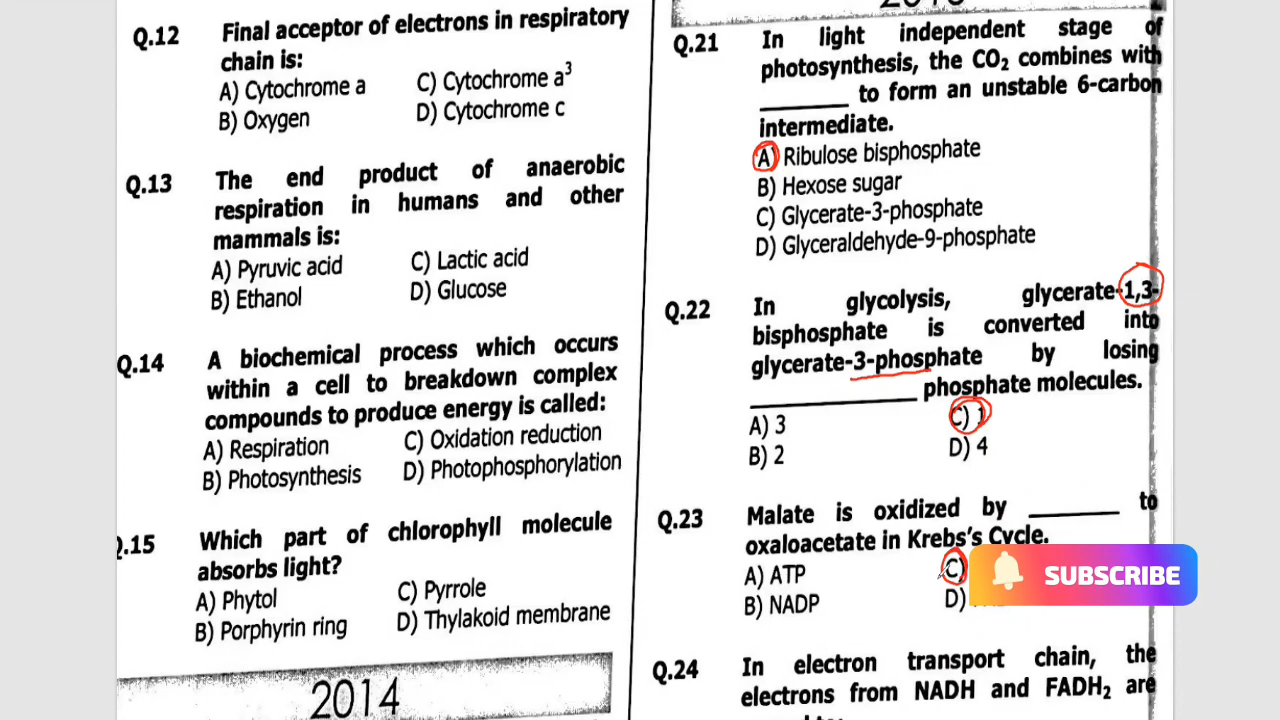 Q.12 Final acceptor of electrons in respiratory
chain is:
A) Cytochrome a C) Cytochrome a³
B) Oxygen D) Cytochrome c
Q.13 The end product of anaerobic
respiration in humans and other
mammals is:
A) Pyruvic acid C) Lactic acid
B) Ethanol D) Glucose
Q.14 A biochemical process which occurs
within a cell to breakdown complex
compounds to produce energy is called:
A) Respiration C) Oxidation reduction
B) Photosynthesis D) Photophosphorylation
Q.15 Which part of chlorophyll molecule
absorbs light?
A) Phytol C) Pyrrole
B) Porphyrin ring D) Thylakoid membrane
2014
Q.21 In light independent stage of
photosynthesis, the CO₂ combines with
________ to form an unstable 6-carbon
intermediate.
A) Ribulose bisphosphate
B) Hexose sugar
C) Glycerate-3-phosphate
D) Glyceraldehyde-9-phosphate
Q.22 In glycolysis, glycerate-1,3-
bisphosphate is converted into
glycerate-3-phosphate by losing
________ phosphate molecules.
A) 3 C) 1
B) 2 D) 4
Q.23 Malate is oxidized by ________ to
oxaloacetate in Krebs's Cycle.
A) ATP C)
B) NADP D)
SUBSCRIBE
Q.24 In electron transport chain, the
electrons from NADH and FADH₂ are